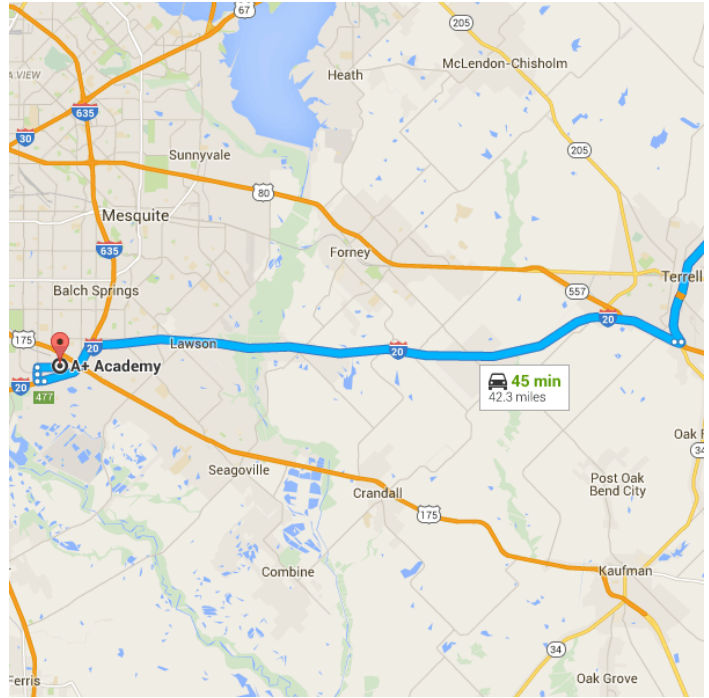 67
205
McLendon-Chisholm
Heath
635
30
205
Sunnyvale
80
Mesquite
635
Forney
Terrell
Balch Springs
557
20
175
20
Lawson
20
A+ Academy
20
477
45 min
42.3 miles
Oak
34
Seagoville
Post Oak
Bend City
Crandall
175
Combine
Kaufman
34
Ferris
Oak Grove